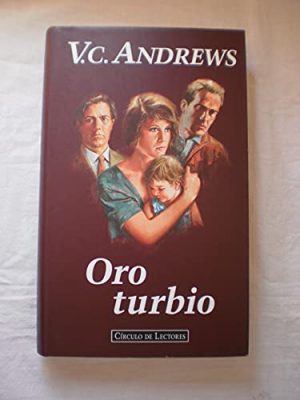 V.C. ANDREWS
Oro
turbio
CÍRCULO DE LECTORES